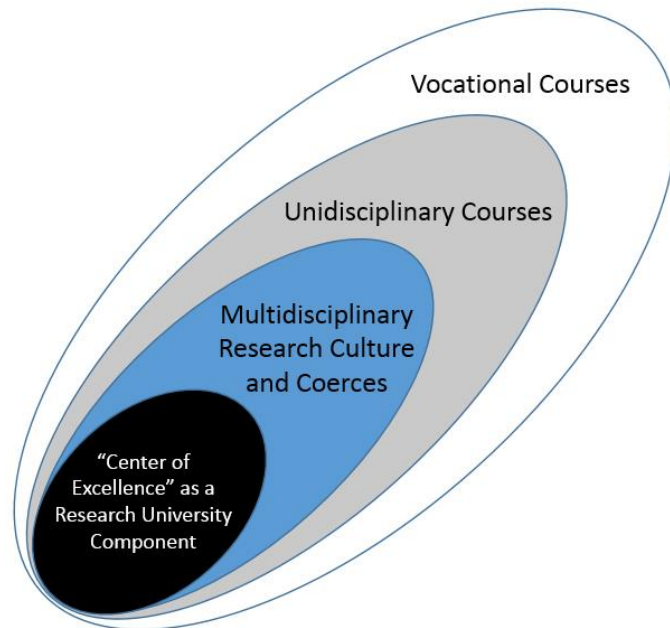 Vocational Courses
Unidisciplinary Courses
Multidisciplinary
Research Culture
and Coerces
“Center of
Excellence” as a
Research University
Component